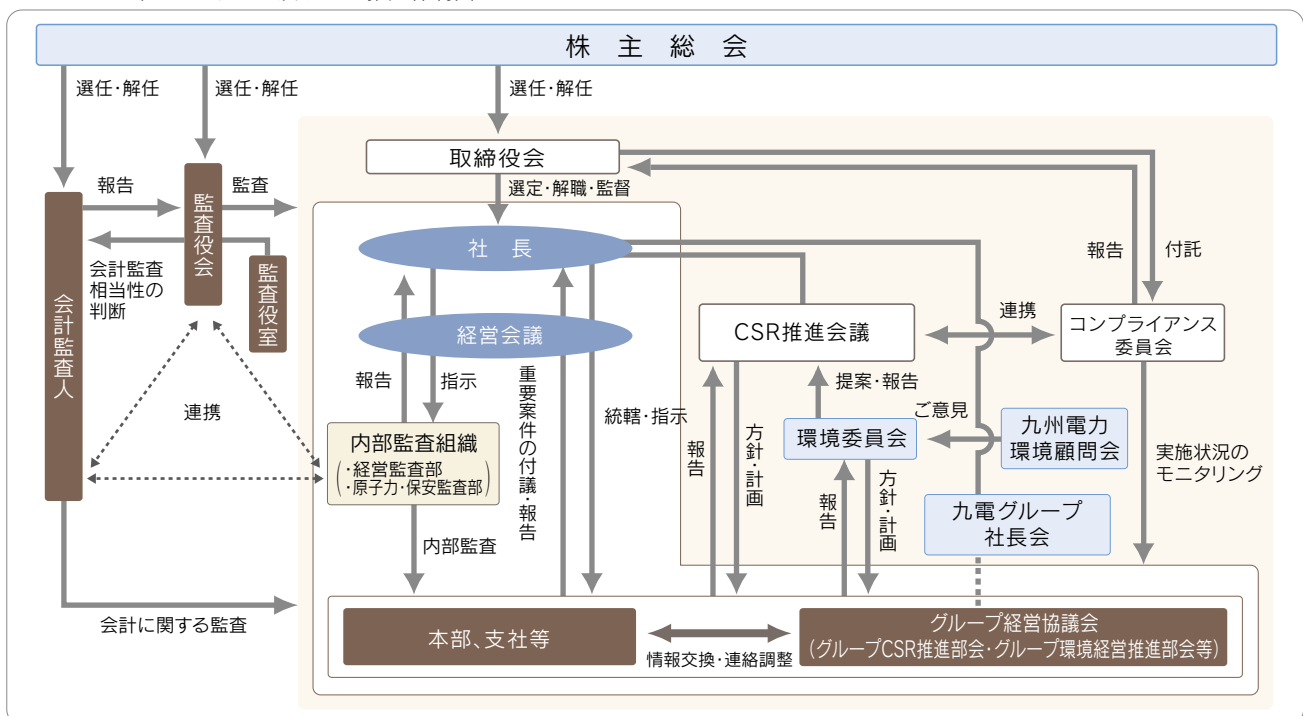 株主総会
選任・解任
選任・解任
選任・解任
取締役会
選定・解職・監督
報告
監査
監査役会
監査役室
会計監査人
会計監査
相当性の
判断
連携
社長
経営会議
報告
指示
重要案件の付議・報告
統轄・指示
内部監査組織
(・経営監査部
・原子力・保安監査部)
内部監査
CSR推進会議
連携
報告
付託
コンプライアンス
委員会
提案・報告
ご意見
環境委員会
九州電力
環境顧問会
報告
方針・計画
報告
方針・計画
九電グループ
社長会
実施状況の
モニタリング
会計に関する監査
本部、支社等
情報交換・連絡調整
グループ経営協議会
(グループCSR推進部会・グループ環境経営推進部会等)